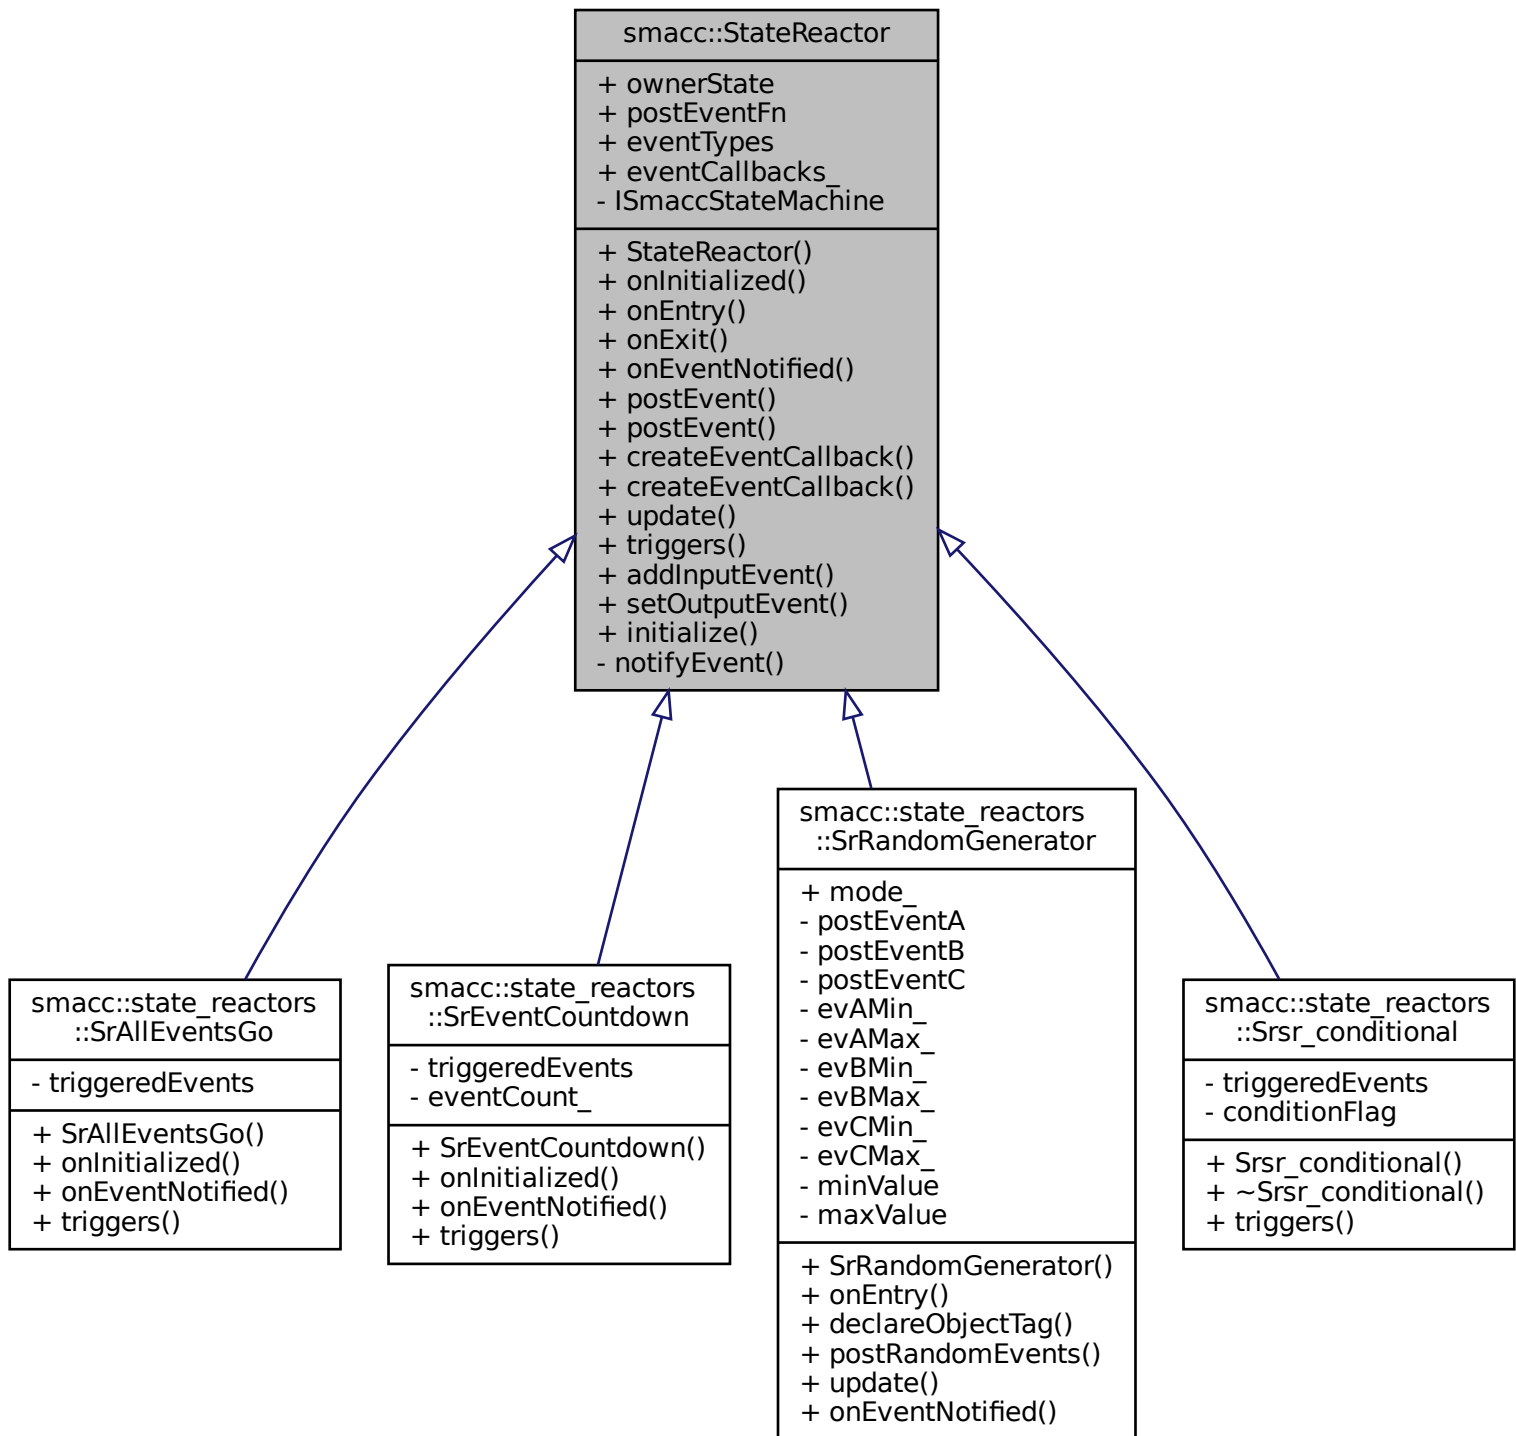 smacc::StateReactor
+ ownerState
+ postEventFn
+ eventTypes
+ eventCallbacks_
- ISmaccStateMachine
+ StateReactor()
+ onInitialized()
+ onEntry()
+ onExit()
+ onEventNotified()
+ postEvent()
+ postEvent()
+ createEventCallback()
+ createEventCallback()
+ update()
+ triggers()
+ addInputEvent()
+ setOutputEvent()
+ initialize()
- notifyEvent()
smacc::state_reactors
::SrAllEventsGo
- triggeredEvents
+ SrAllEventsGo()
+ onInitialized()
+ onEventNotified()
+ triggers()
smacc::state_reactors
::SrEventCountdown
- triggeredEvents
- eventCount_
+ SrEventCountdown()
+ onInitialized()
+ onEventNotified()
+ triggers()
smacc::state_reactors
::SrRandomGenerator
+ mode_
- postEventA
- postEventB
- postEventC
- evAMin_
- evAMax_
- evBMin_
- evBMax_
- evCMin_
- evCMax_
- minValue
- maxValue
+ SrRandomGenerator()
+ onEntry()
+ declareObjectTag()
+ postRandomEvents()
+ update()
+ onEventNotified()
smacc::state_reactors
::Srsr_conditional
- triggeredEvents
- conditionFlag
+ Srsr_conditional()
+ ~Srsr_conditional()
+ triggers()